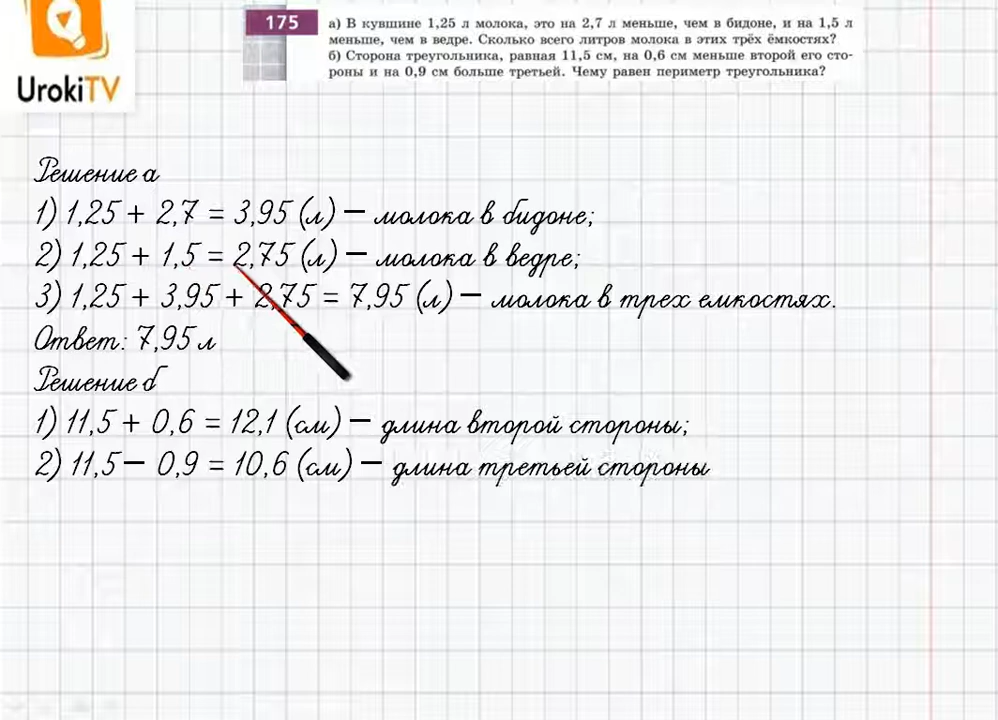 UrokiTV
175
а) В кувшине 1,25 л молока, это на 2,7 л меньше, чем в бидоне, и на 1,5 л
меньше, чем в ведре. Сколько всего литров молока в этих трёх ёмкостях?
б) Сторона треугольника, равная 11,5 см, на 0,6 см меньше второй его сто-
роны и на 0,9 см больше третьей. Чему равен периметр треугольника?
Решение а
1) 1,25 + 2,7 = 3,95 (л) – молока в бидоне;
2) 1,25 + 1,5 = 2,75 (л) – молока в ведре;
3) 1,25 + 3,95 + 2,75 = 7,95 (л) – молока в трех емкостях.
Ответ: 7,95 л
Решение б
1) 11,5 + 0,6 = 12,1 (см) – длина второй стороны;
2) 11,5 – 0,9 = 10,6 (см) – длина третьей стороны